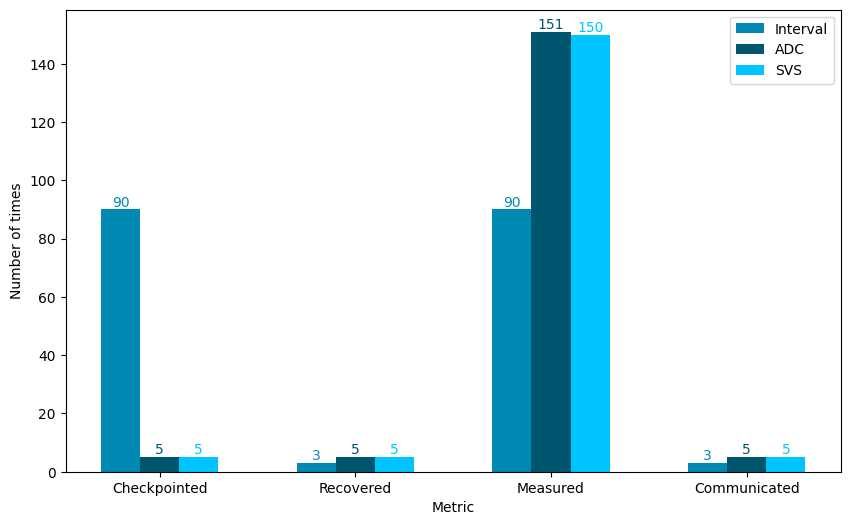 151
150
Interval
ADC
SVS
140
120
100
80
60
40
20
0
Number of times
90
5
5
3
5
5
90
3
5
5
Checkpointed
Recovered
Measured
Communicated
Metric